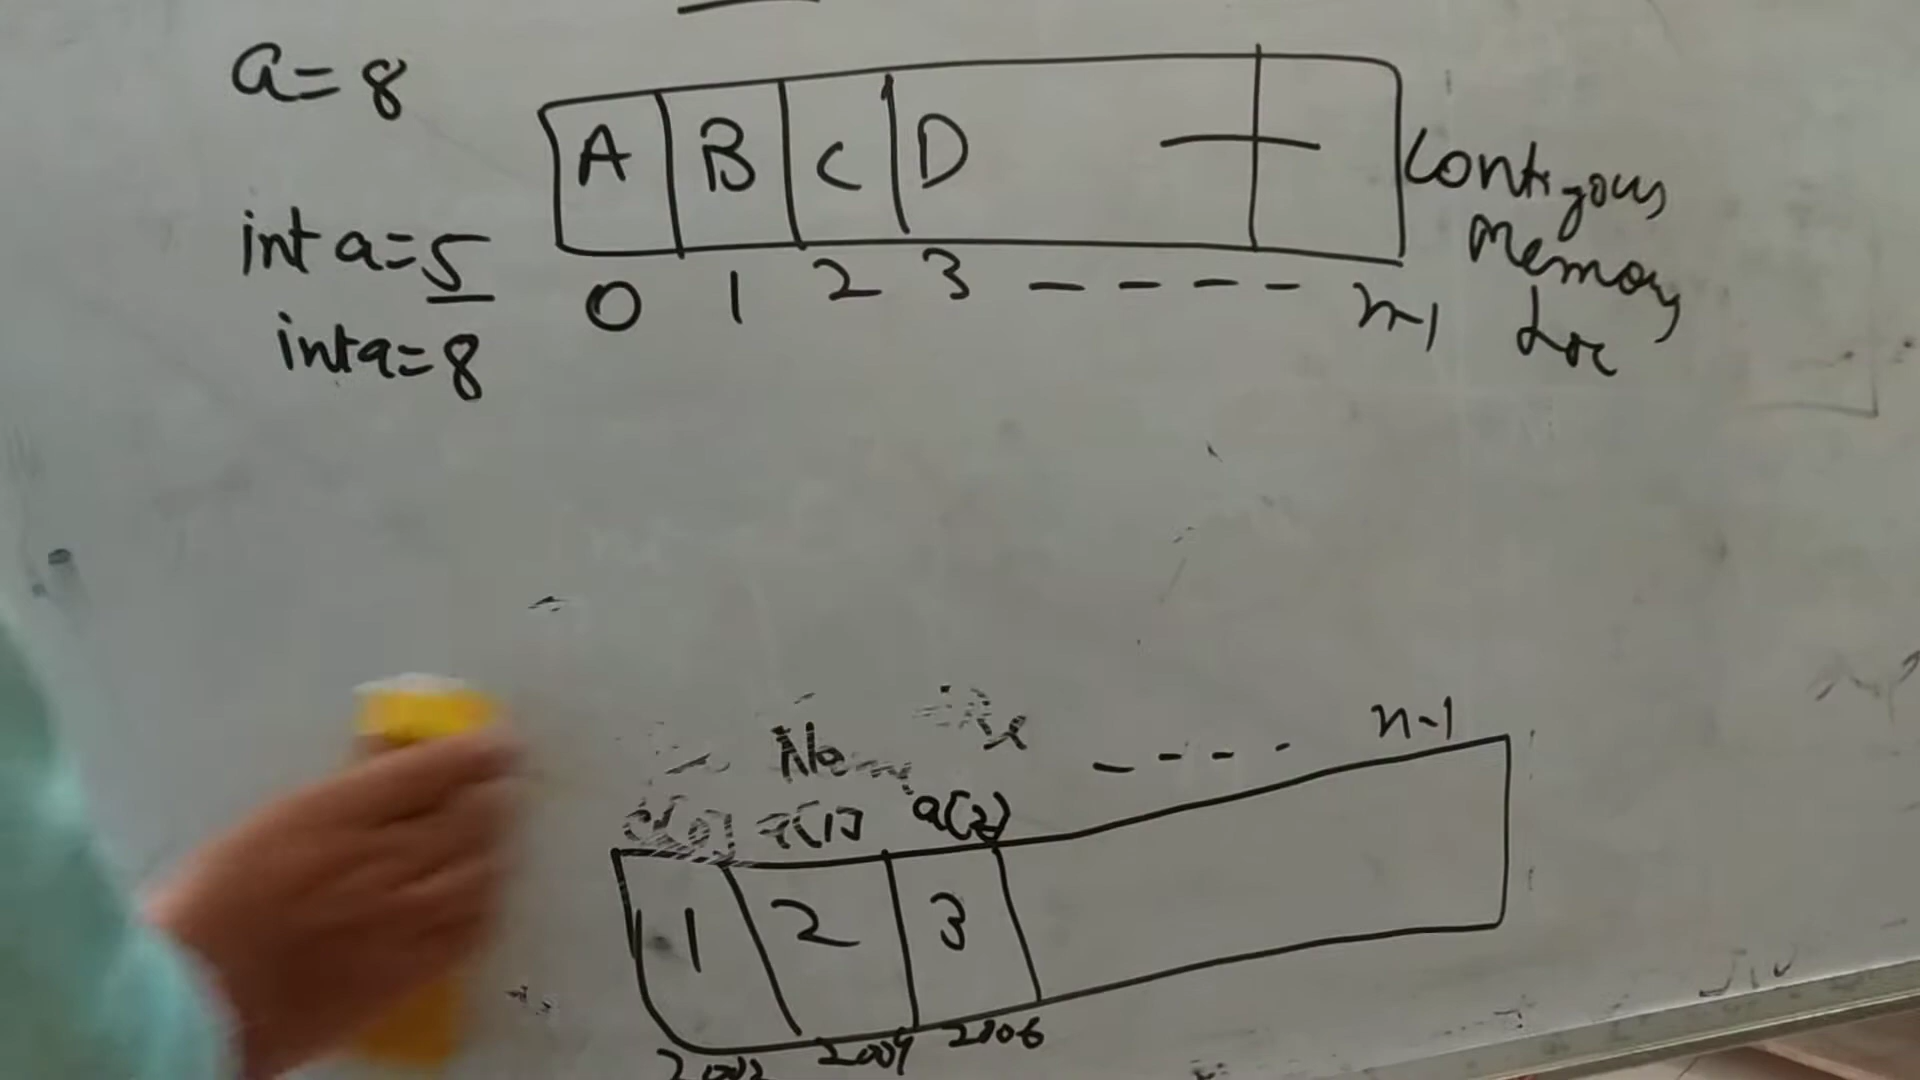 a=8
A B C D
int a=5
0 1 2 3 ---- n-1
int a=8
Contigous
Memory
Loc
---- n-1
a[1] a[2]
1 2 3
2002 2004 2006